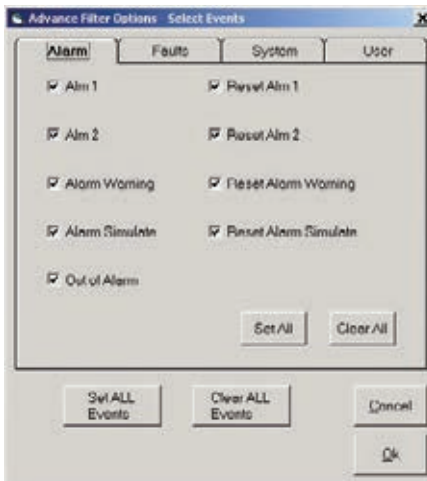 Advance Filter Options Select Events
Alarm Faults System User
Alm 1 Reset Alm 1
Alm 2 Reset Alm 2
Alarm Warning Reset Alarm Warning
Alarm Simulate Reset Alarm Simulate
Out of Alarm
Set All Clear All
Set ALL Events Clear ALL Events Cancel
Ok